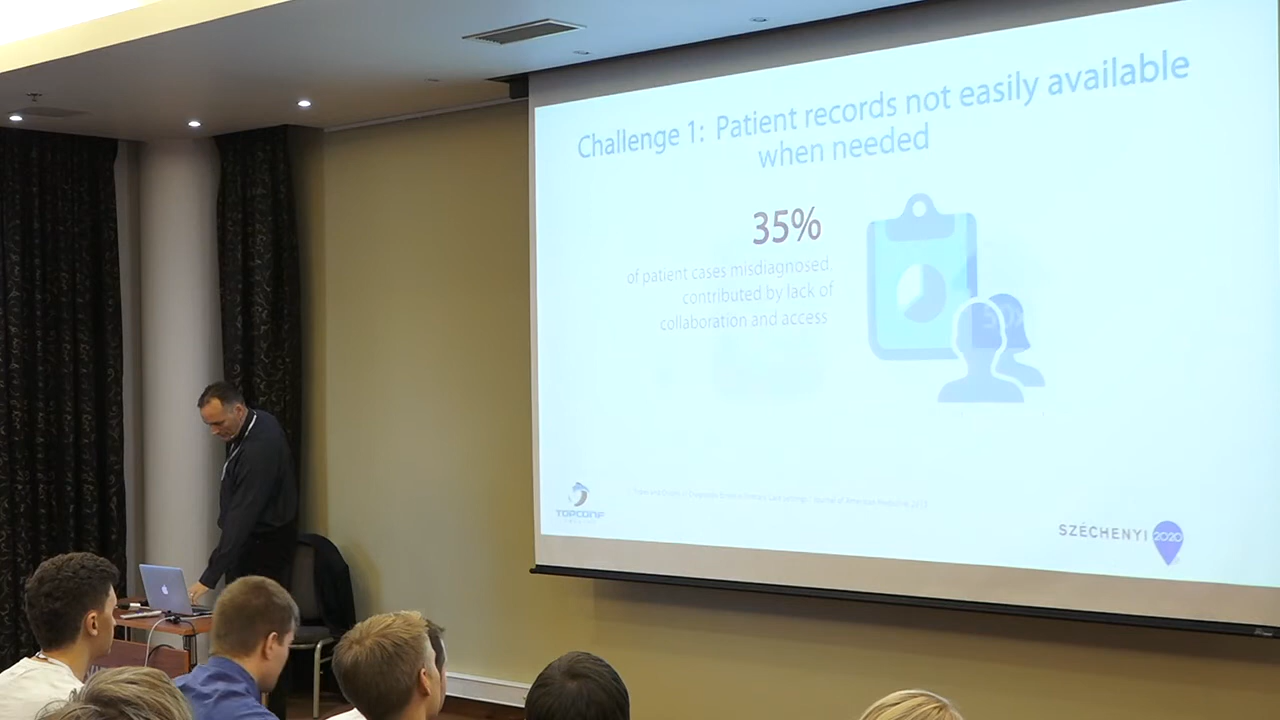 Challenge 1: Patient records not easily available
when needed
35%
of patient cases misdiagnosed,
contributed by lack of
collaboration and access
TOPCONF
SZÉCHENYI 2020